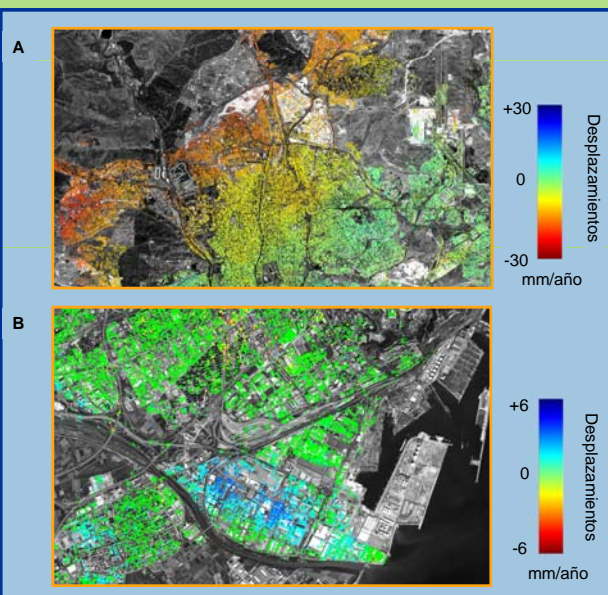 A
+30
0
-30
Desplazamientos
mm/año
B
+6
0
-6
Desplazamientos
mm/año